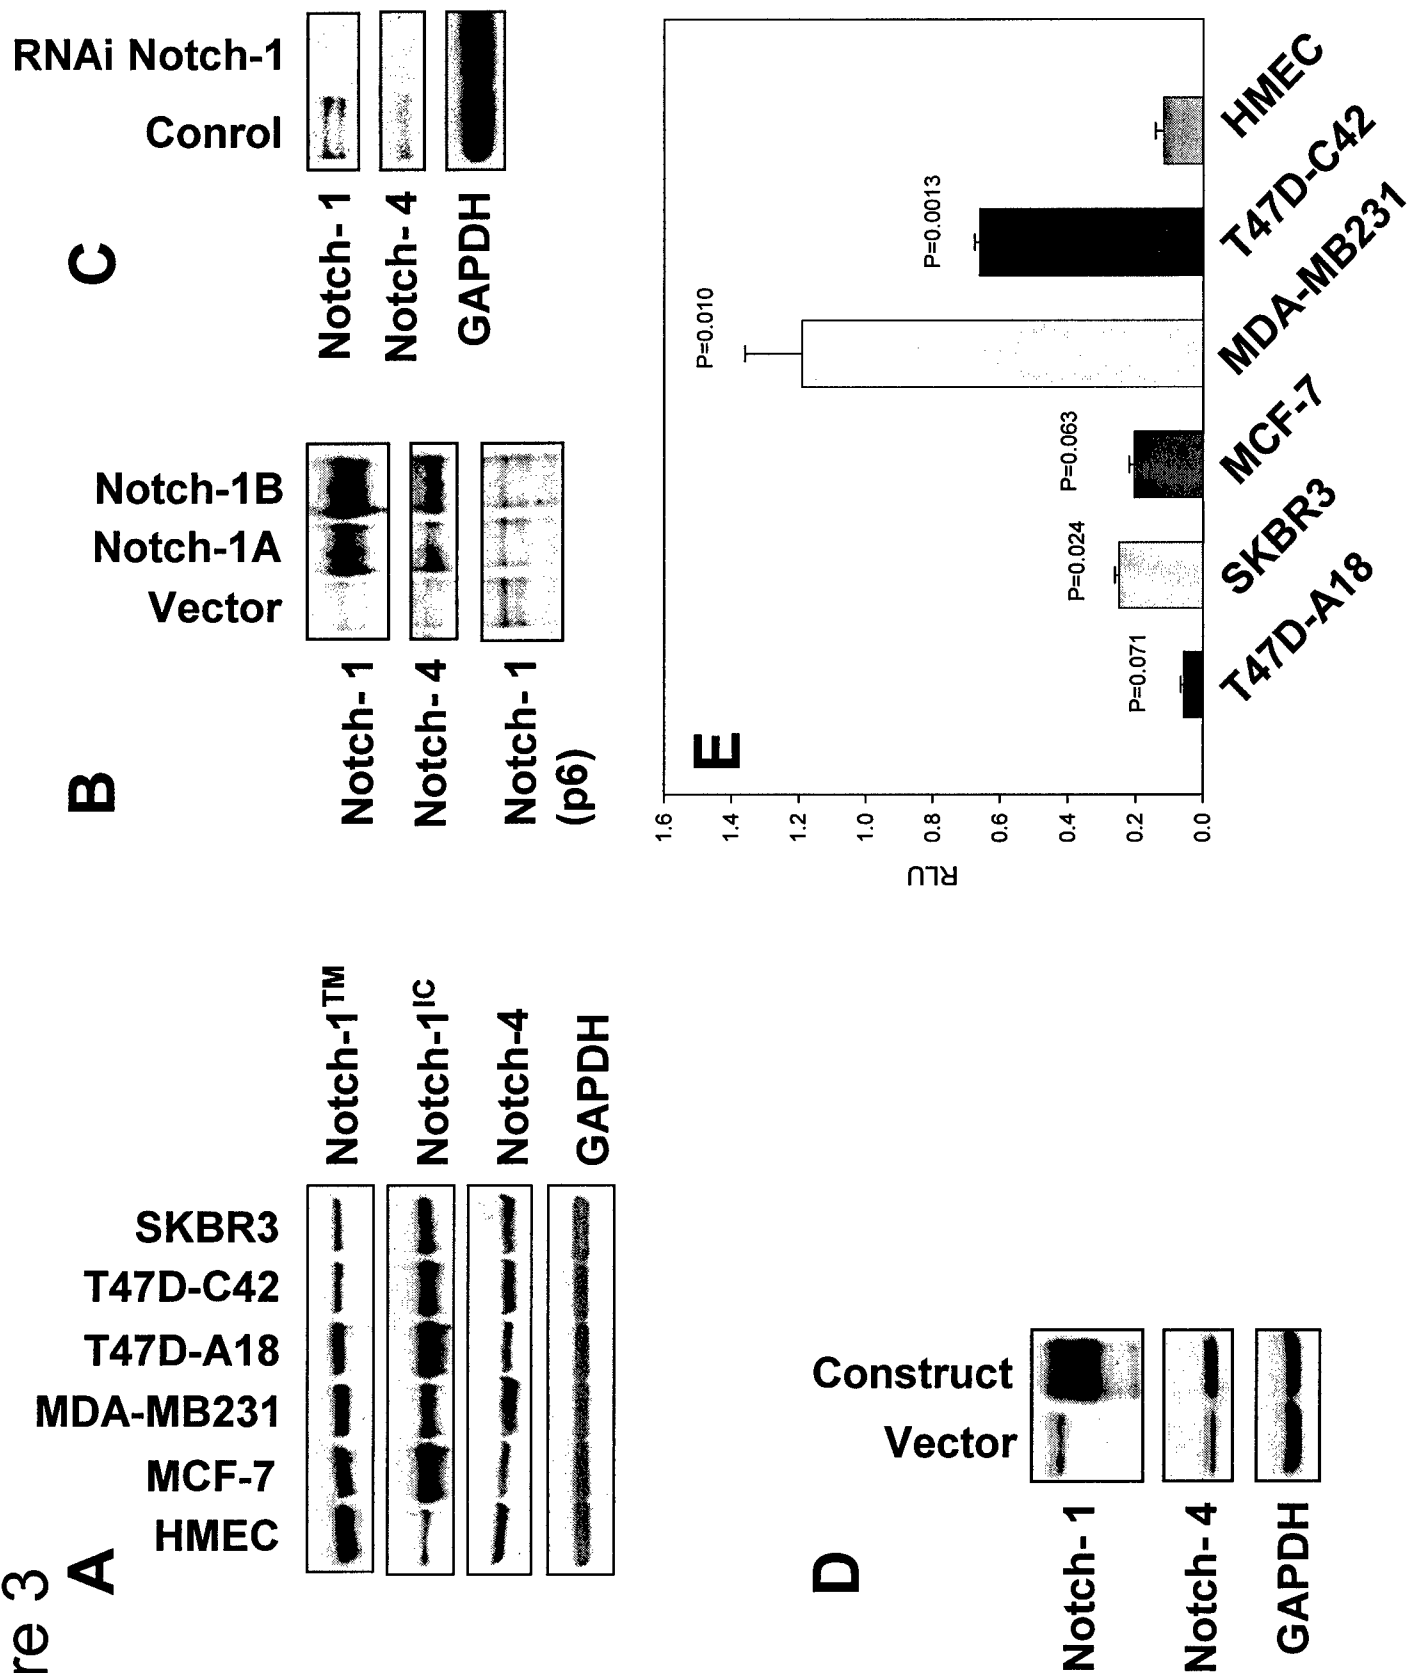 re 3
A
HMEC
MCF-7
MDA-MB231
T47D-A18
T47D-C42
SKBR3
Notch-1TM
Notch-1IC
Notch-4
GAPDH
B
Vector
Notch-1A
Notch-1B
Notch- 1
Notch- 4
Notch- 1
(p6)
C
Conrol
RNAi Notch-1
Notch- 1
Notch- 4
GAPDH
D
Vector
Construct
Notch- 1
Notch- 4
GAPDH
E
RLU
1.6
1.4
1.2
1.0
0.8
0.6
0.4
0.2
0.0
P=0.071
P=0.024
P=0.063
P=0.010
P=0.0013
T47D-A18
SKBR3
MCF-7
MDA-MB231
T47D-C42
HMEC